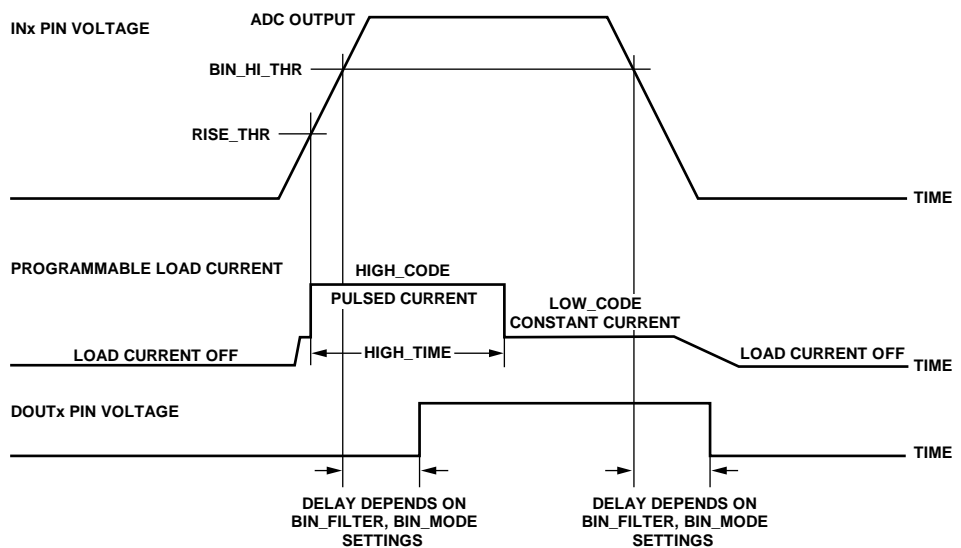 INx PIN VOLTAGE
ADC OUTPUT
BIN_HI_THR
RISE_THR
TIME
PROGRAMMABLE LOAD CURRENT
HIGH_CODE
PULSED CURRENT
LOW_CODE
CONSTANT CURRENT
LOAD CURRENT OFF
HIGH_TIME
LOAD CURRENT OFF
TIME
DOUTx PIN VOLTAGE
TIME
DELAY DEPENDS ON
BIN_FILTER, BIN_MODE
SETTINGS
DELAY DEPENDS ON
BIN_FILTER, BIN_MODE
SETTINGS